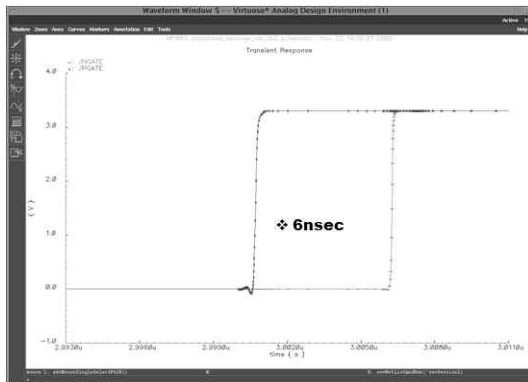 Waveform Window 5 -- Virtuoso® Analog Design Environment (1)
Active
Window Zoom Axes Curves Markers Annotation Edit Tools
Help
Transient Response
/NGATE
/PGATE
4.0
3.0
2.0
(V)
❖ 6nsec
1.0
0.0
-1.0
2.9930u 2.9960u 2.9990u 3.0020u 3.0050u 3.0080u 3.0110u
time ( s )